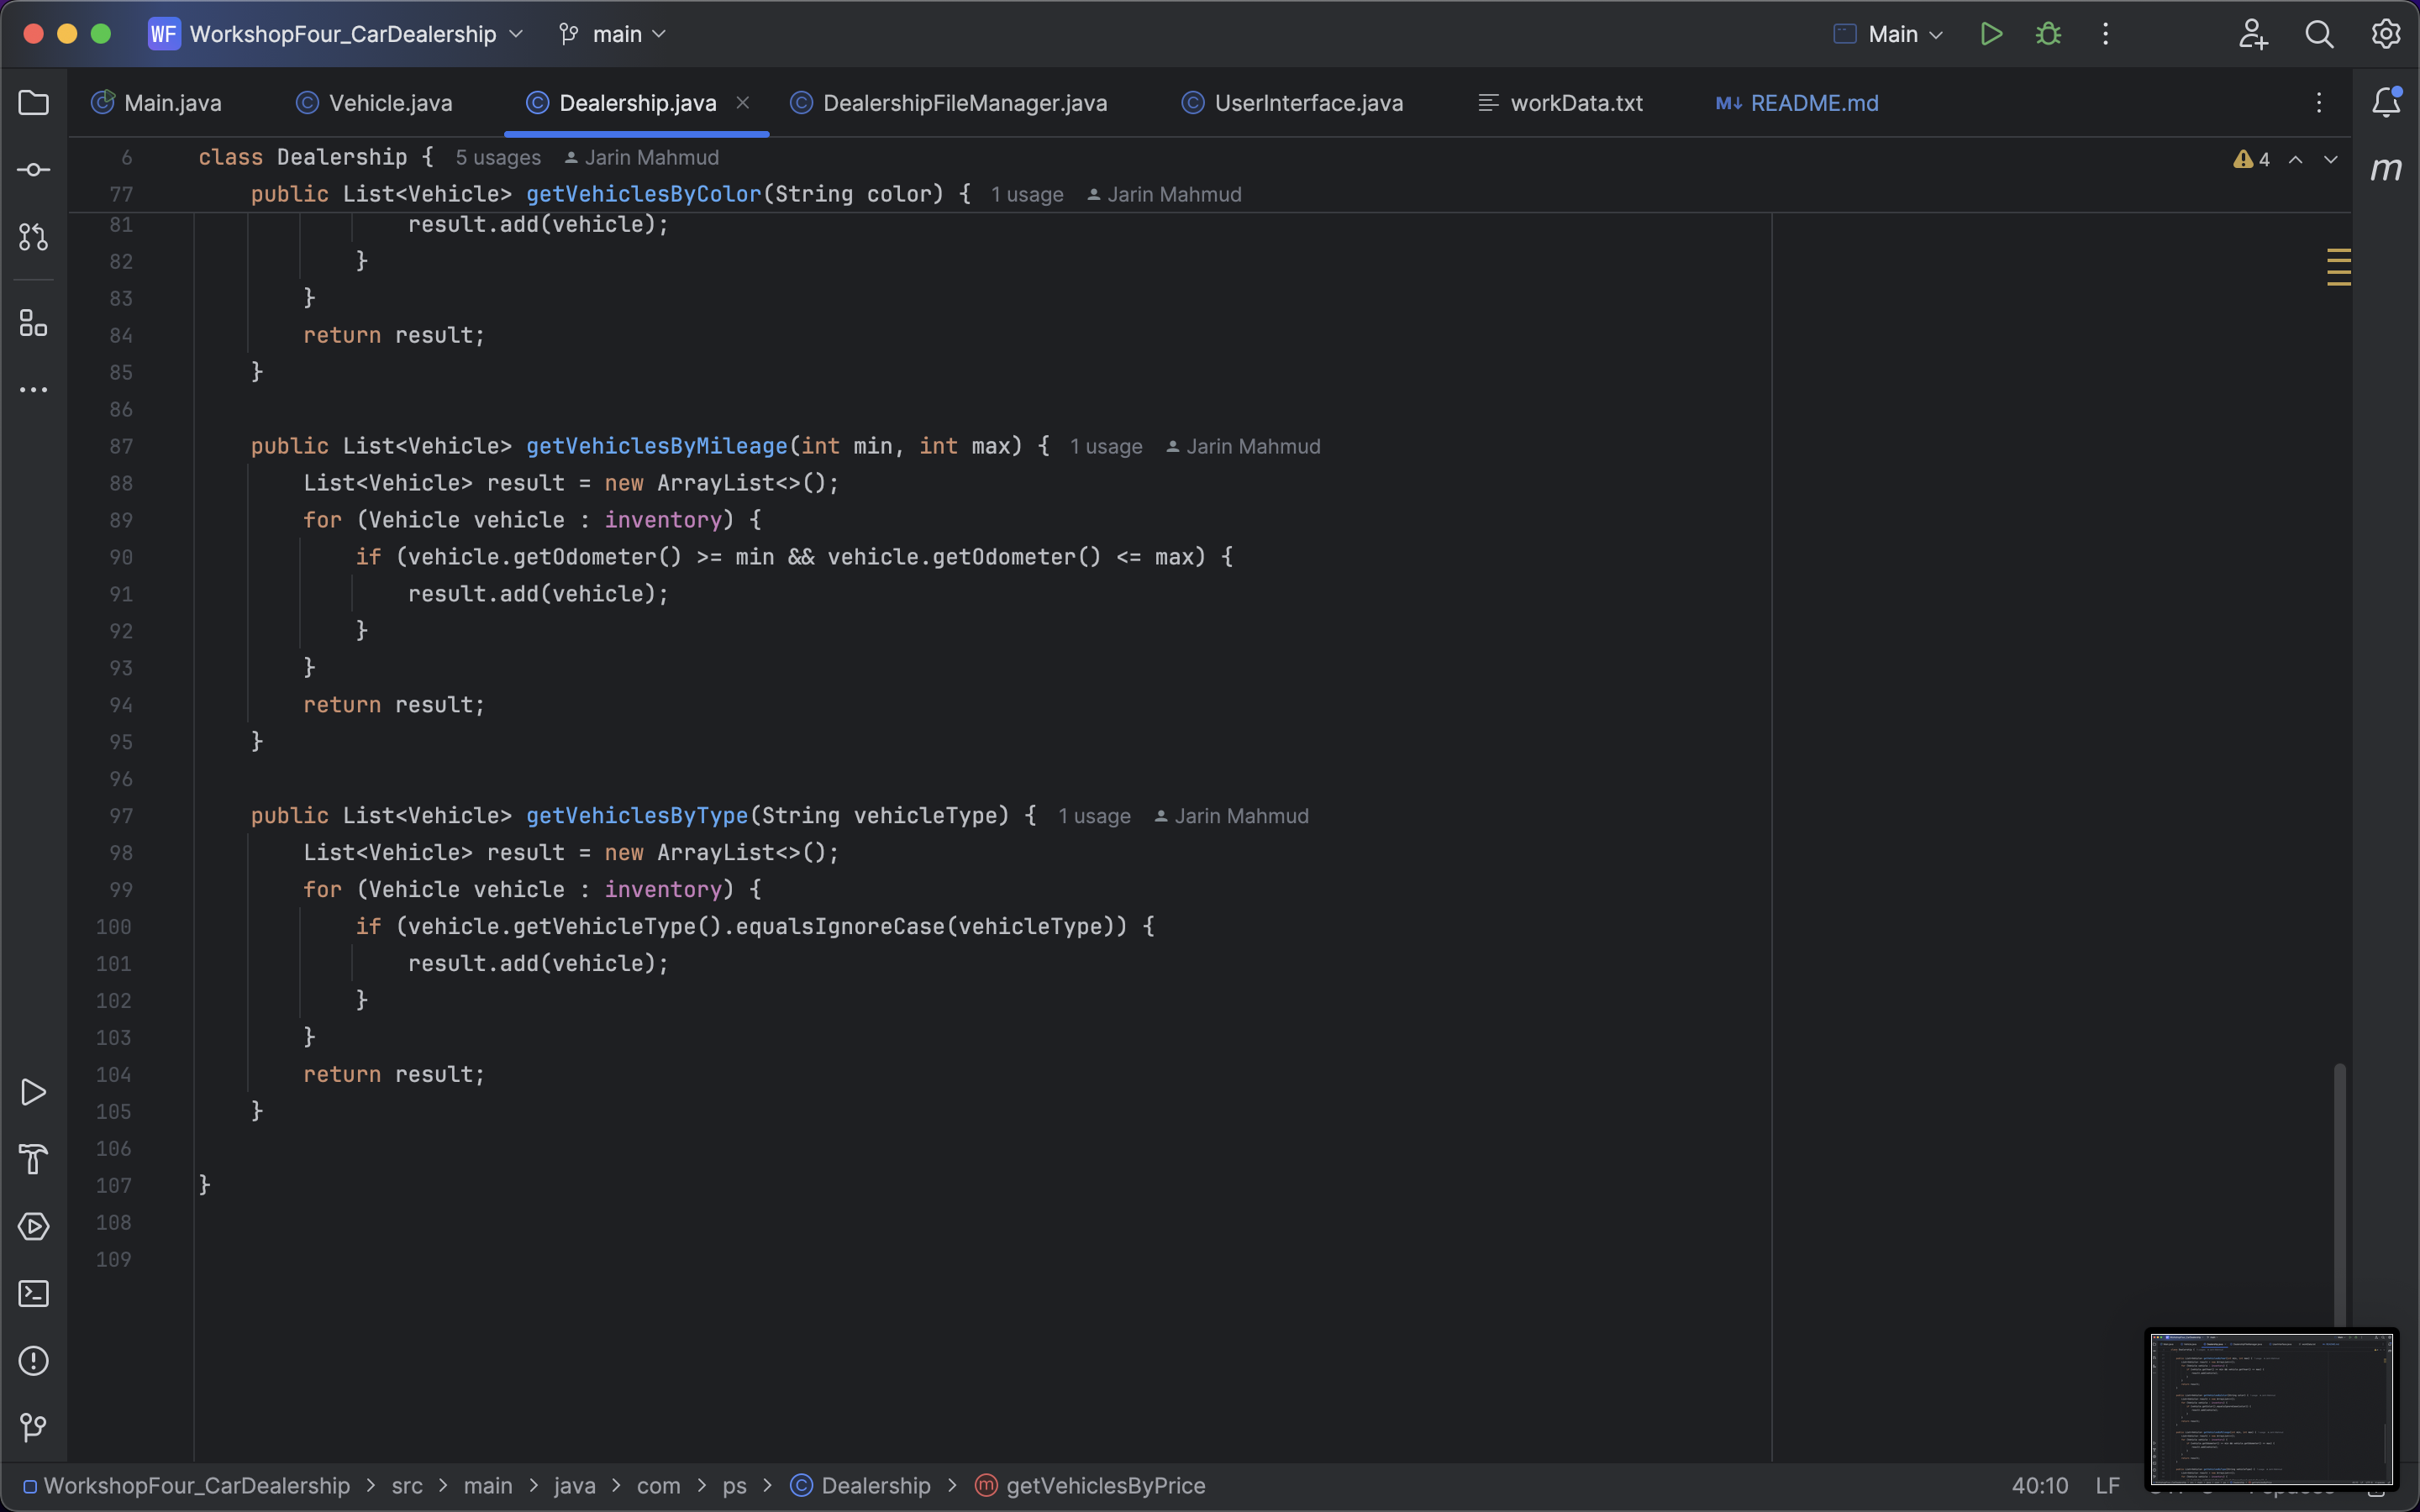 WF WorkshopFour_CarDealership main Main
Main.java Vehicle.java Dealership.java DealershipFileManager.java UserInterface.java workData.txt README.md
6 class Dealership { 5 usages Jarin Mahmud 4
77 public List<Vehicle> getVehiclesByColor(String color) { 1 usage Jarin Mahmud
81 result.add(vehicle);
82 }
83 }
84 return result;
85 }
86
87 public List<Vehicle> getVehiclesByMileage(int min, int max) { 1 usage Jarin Mahmud
88 List<Vehicle> result = new ArrayList<>();
89 for (Vehicle vehicle : inventory) {
90 if (vehicle.getOdometer() >= min && vehicle.getOdometer() <= max) {
91 result.add(vehicle);
92 }
93 }
94 return result;
95 }
96
97 public List<Vehicle> getVehiclesByType(String vehicleType) { 1 usage Jarin Mahmud
98 List<Vehicle> result = new ArrayList<>();
99 for (Vehicle vehicle : inventory) {
100 if (vehicle.getVehicleType().equalsIgnoreCase(vehicleType)) {
101 result.add(vehicle);
102 }
103 }
104 return result;
105 }
106
107 }
108
109
WorkshopFour_CarDealership > src > main > java > com > ps > Dealership > getVehiclesByPrice 40:10 LF